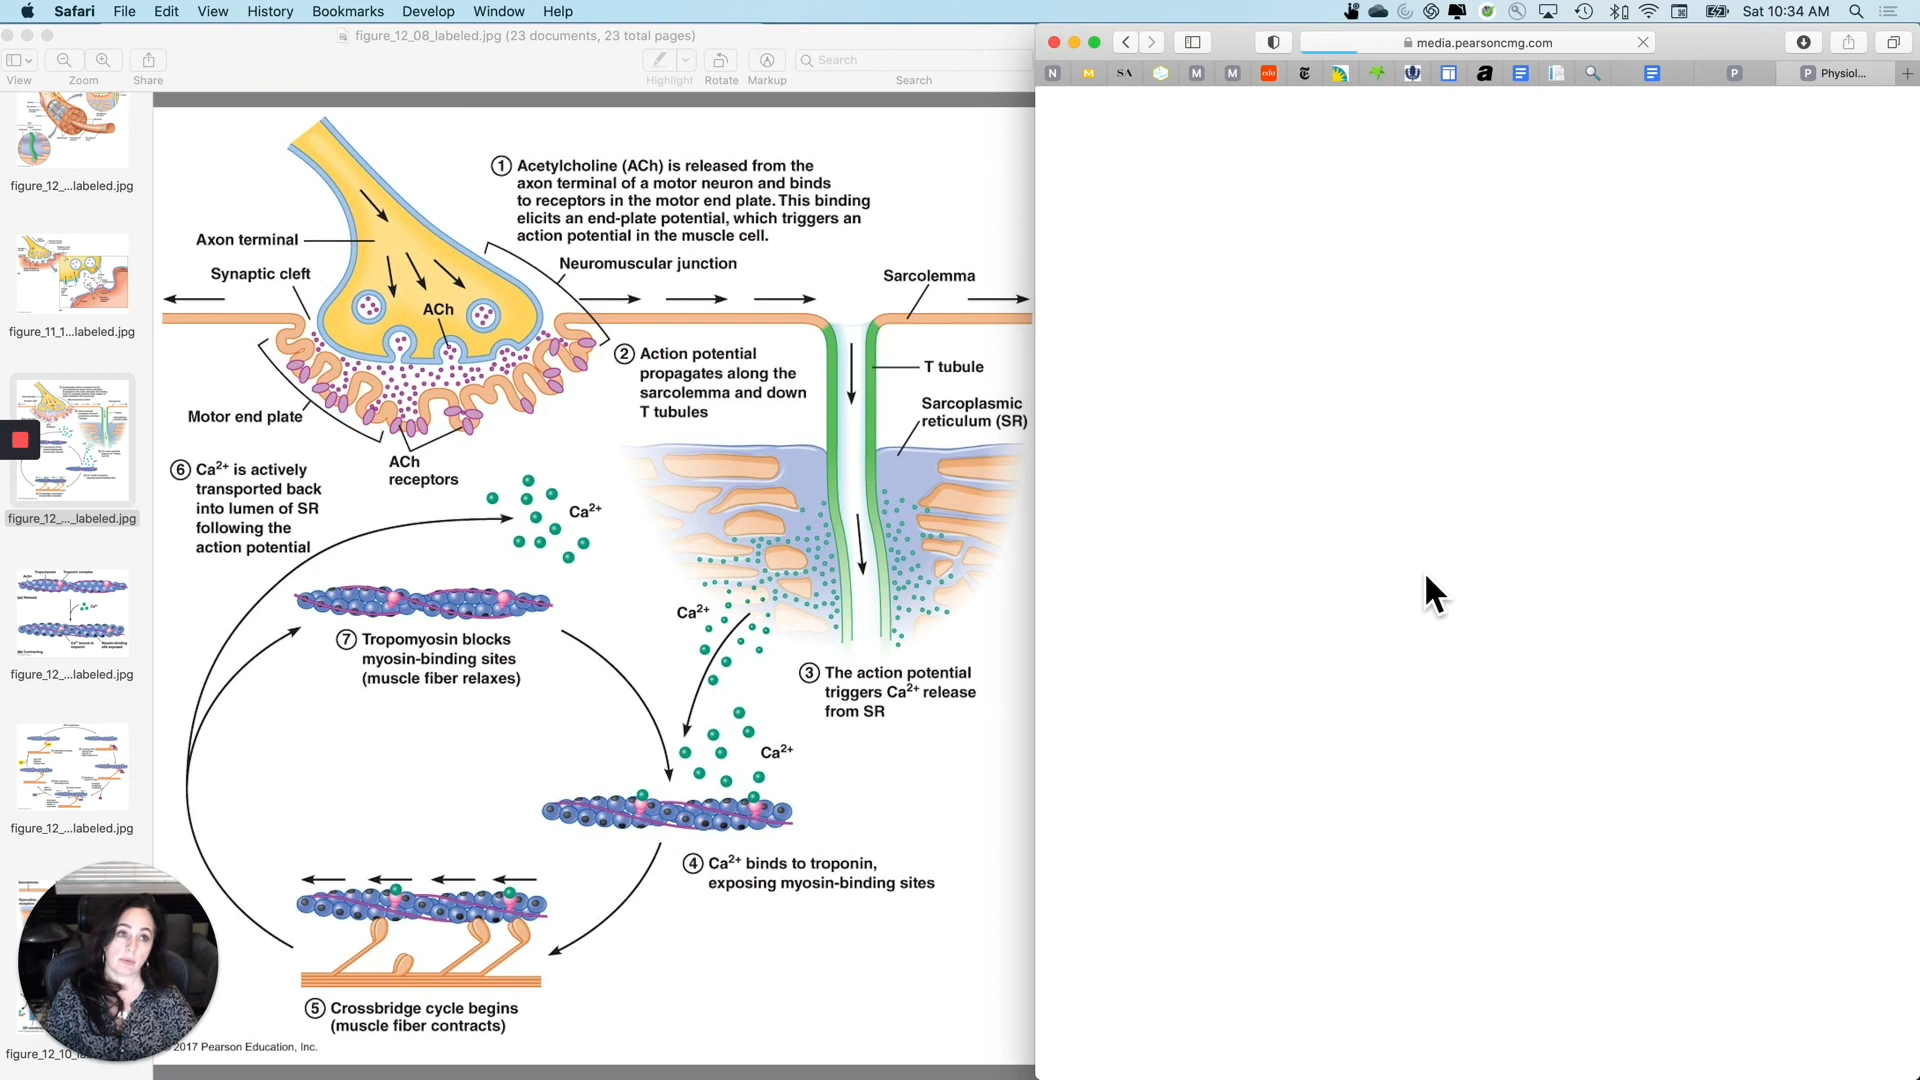 Safari File Edit View History Bookmarks Develop Window Help
Sat 10:34 AM
figure_12_08_labeled.jpg (23 documents, 23 total pages)
View
Zoom
Share
Highlight
Rotate
Markup
Search
Search
media.pearsoncmg.com
N
M
SA
M
M
edu
a
P
P Physiol...
figure_12_...labeled.jpg
figure_11_1...labeled.jpg
figure_12_..._labeled.jpg
figure_12_...labeled.jpg
figure_12_...labeled.jpg
figure_12_10_la
① Acetylcholine (ACh) is released from the
axon terminal of a motor neuron and binds
to receptors in the motor end plate. This binding
elicits an end-plate potential, which triggers an
action potential in the muscle cell.
Axon terminal
Synaptic cleft
Neuromuscular junction
Sarcolemma
ACh
② Action potential
propagates along the
sarcolemma and down
T tubules
T tubule
Sarcoplasmic
reticulum (SR)
Motor end plate
ACh
receptors
⑥ Ca²⁺ is actively
transported back
into lumen of SR
following the
action potential
Ca²⁺
Ca²⁺
⑦ Tropomyosin blocks
myosin-binding sites
(muscle fiber relaxes)
③ The action potential
triggers Ca²⁺ release
from SR
Ca²⁺
④ Ca²⁺ binds to troponin,
exposing myosin-binding sites
⑤ Crossbridge cycle begins
(muscle fiber contracts)
2017 Pearson Education, Inc.